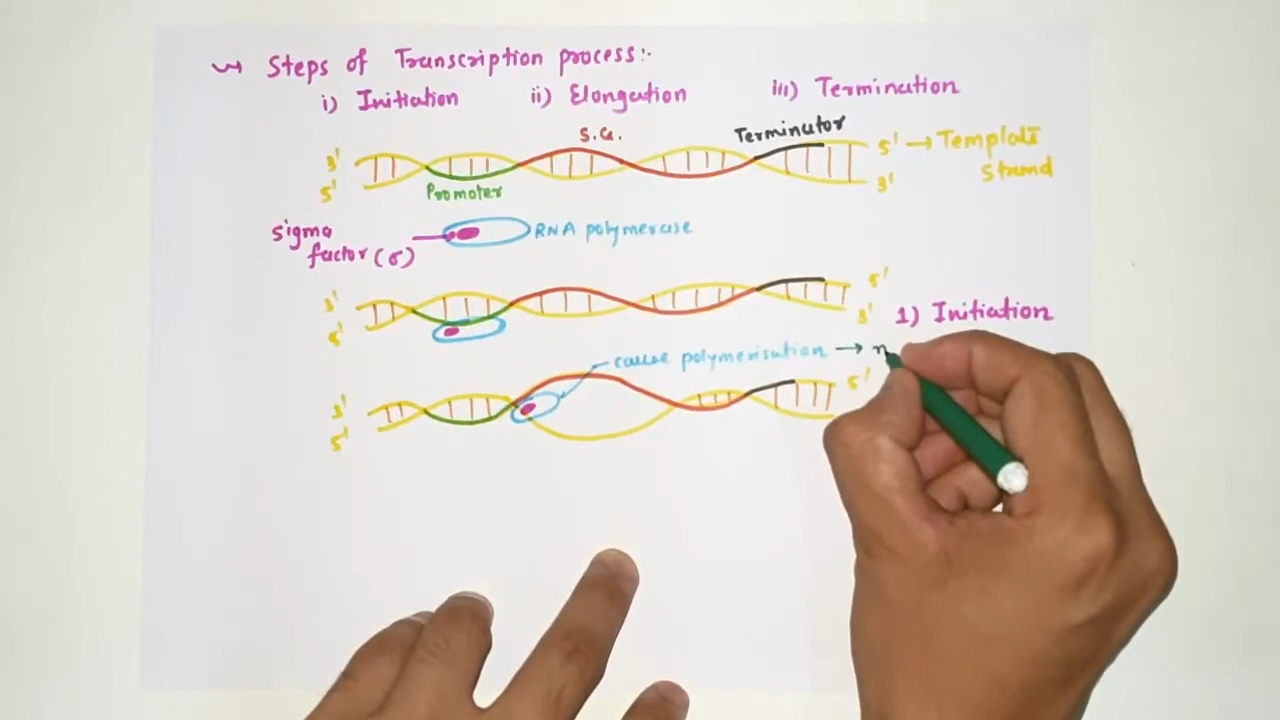 Steps of Transcription process:-
i) Initiation ii) Elongation iii) Termination
S.G. Terminator
3' 5' → Template
5' 3' Strand
Promoter
Sigma factor (σ) RNA polymerase
3' 5'
5' 3' 1) Initiation
cause polymerisation → n
3' 5'
5'